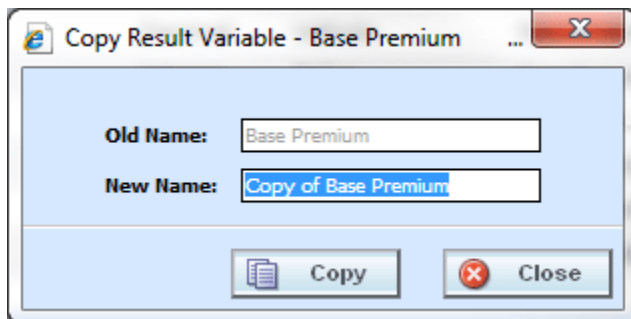 Copy Result Variable - Base Premium ...
Old Name: Base Premium
New Name: Copy of Base Premium
Copy Close